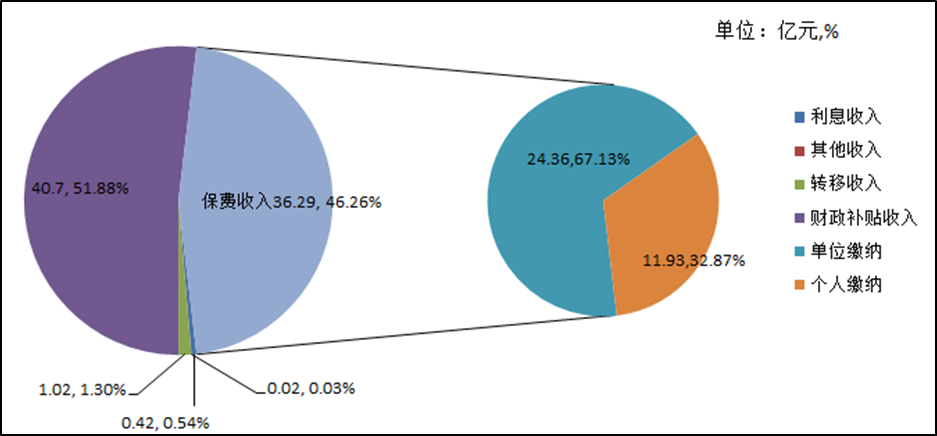 单位：亿元,%
40.7, 51.88%
保费收入36.29, 46.26%
1.02, 1.30%
0.42, 0.54%
0.02, 0.03%
24.36,67.13%
11.93,32.87%
利息收入
其他收入
转移收入
财政补贴收入
单位缴纳
个人缴纳